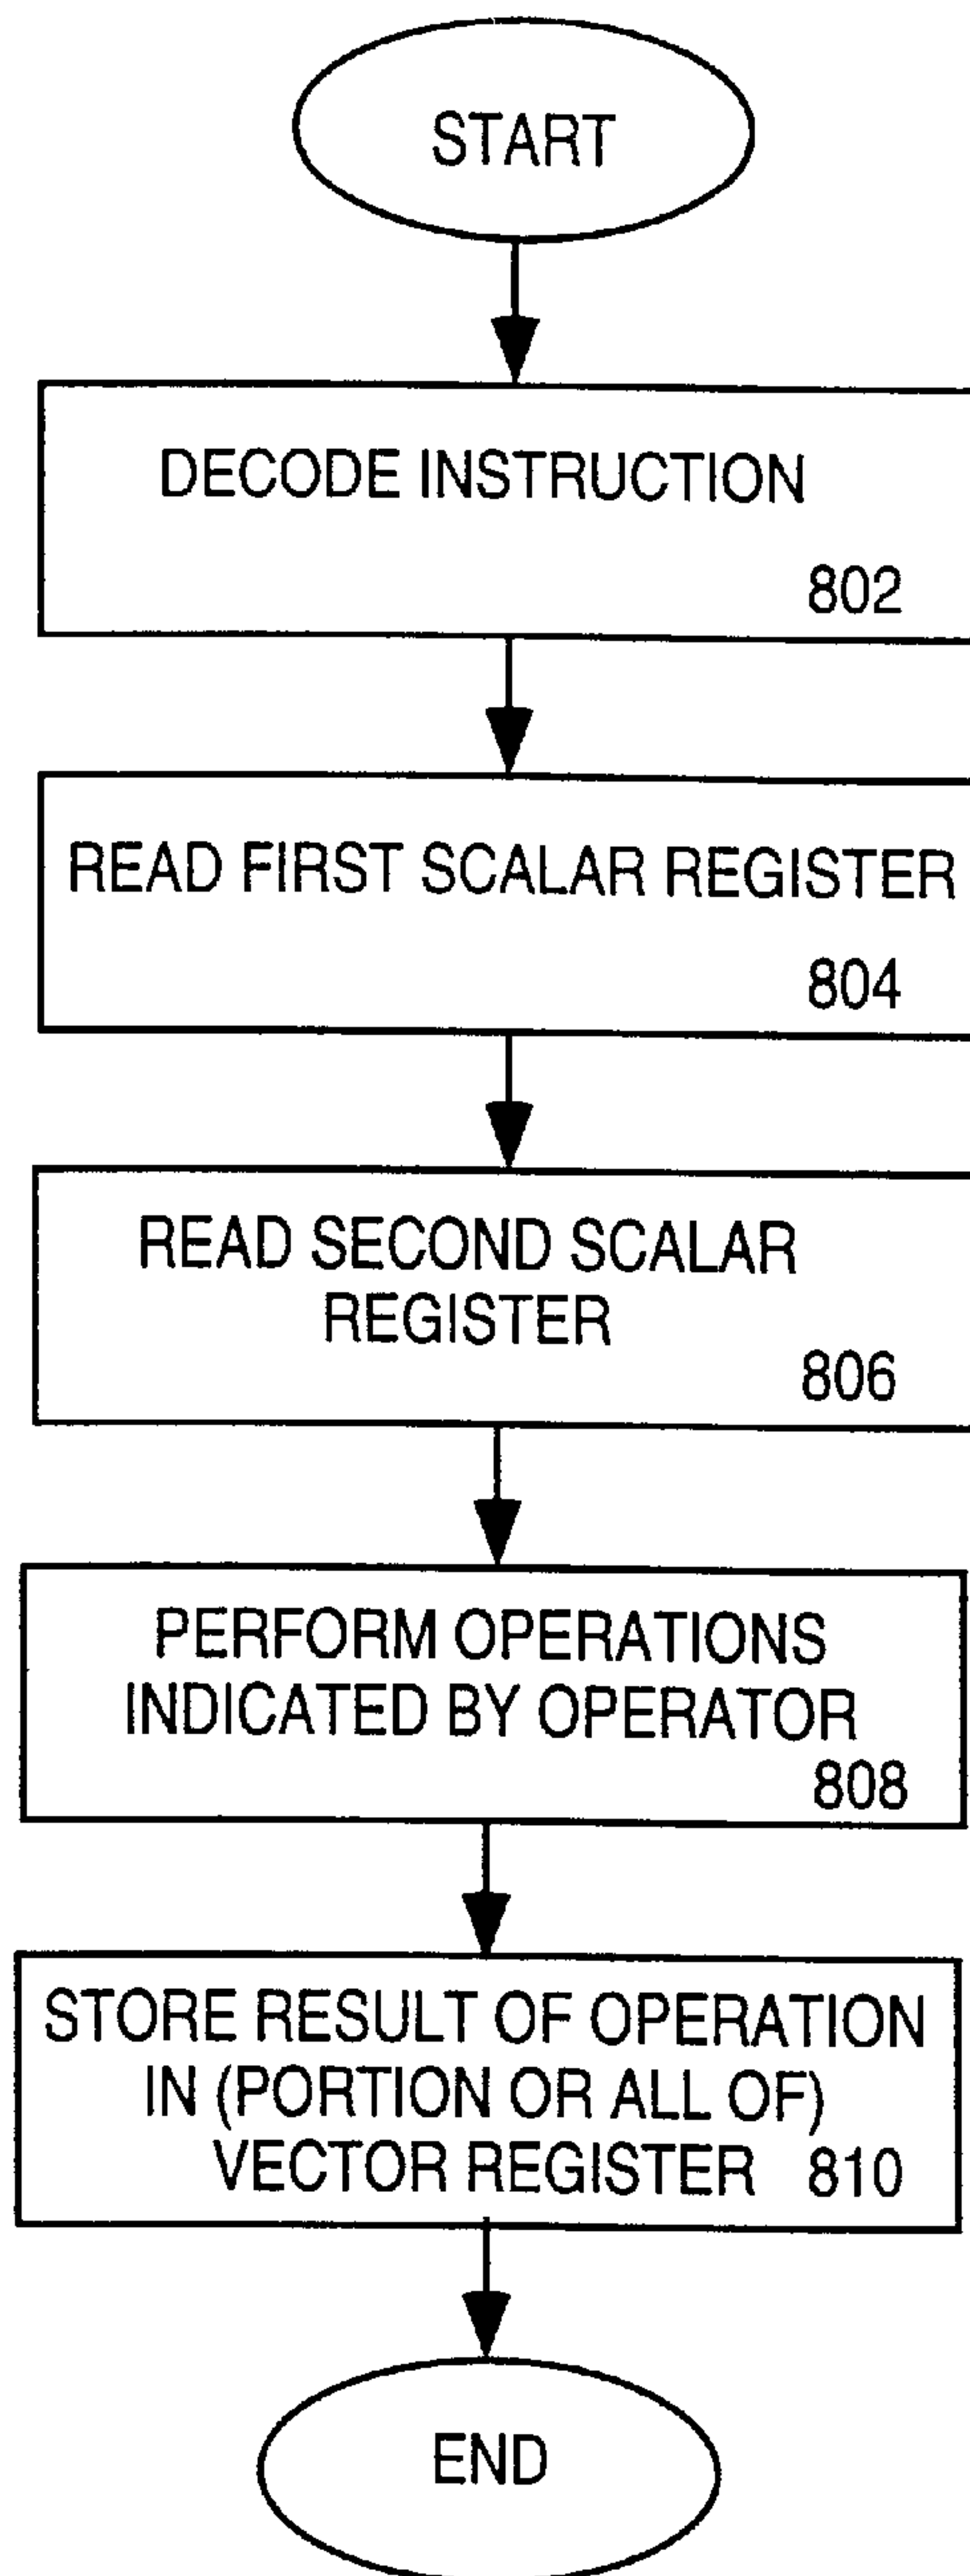 START
DECODE INSTRUCTION
802
READ FIRST SCALAR REGISTER
804
READ SECOND SCALAR
REGISTER
806
PERFORM OPERATIONS
INDICATED BY OPERATOR
808
STORE RESULT OF OPERATION
IN (PORTION OR ALL OF)
VECTOR REGISTER 810
END